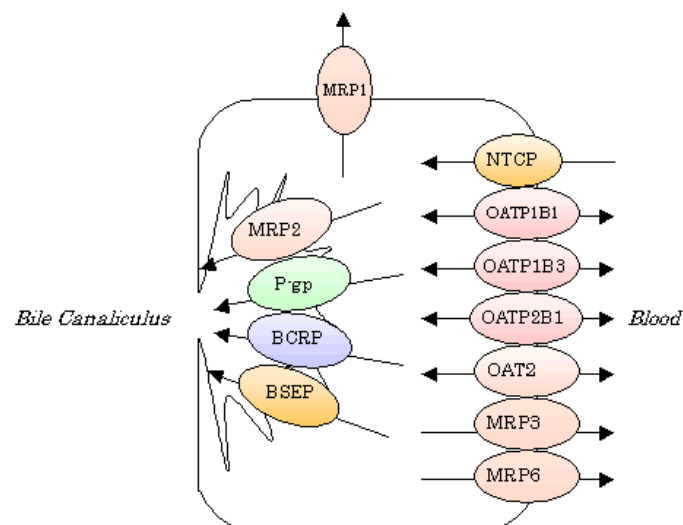 MRP1
NTCP
OATP1B1
MRP2
OATP1B3
P-gp
Bile Canaliculus
BCRP
OATP2B1
Blood
OAT2
BSEP
MRP3
MRP6